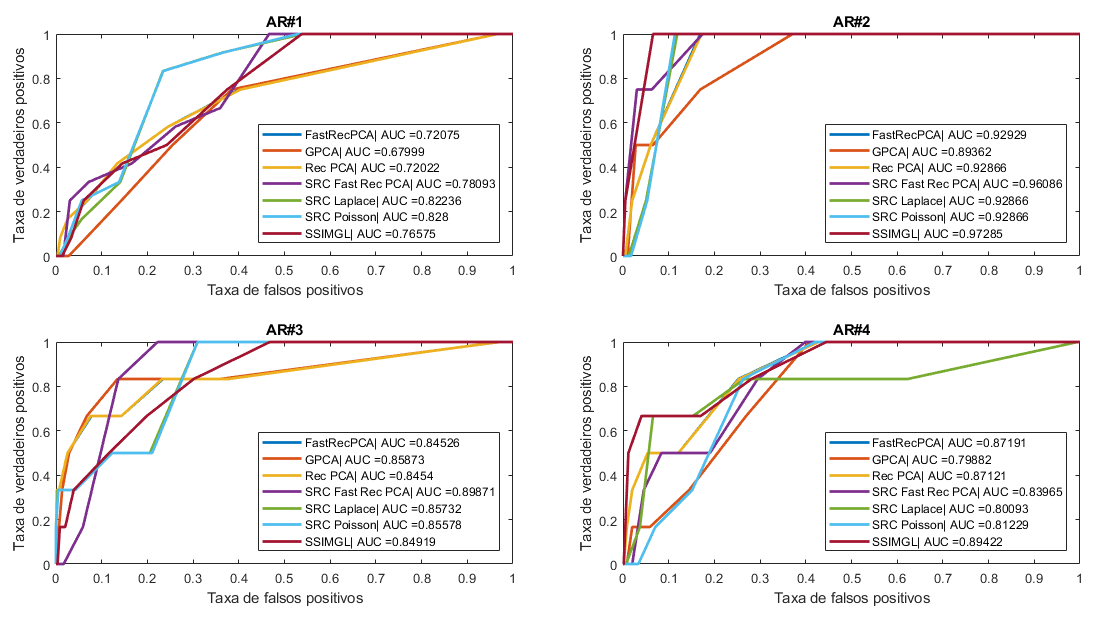 AR#1
Taxa de verdadeiros positivos
1
0.8
0.6
0.4
0.2
0
FastRecPCA| AUC =0.72075
GPCA| AUC =0.67999
Rec PCA| AUC =0.72022
SRC Fast Rec PCA| AUC =0.78093
SRC Laplace| AUC =0.82236
SRC Poisson| AUC =0.828
SSIMGL| AUC =0.76575
0 0.1 0.2 0.3 0.4 0.5 0.6 0.7 0.8 0.9 1
Taxa de falsos positivos
AR#2
Taxa de verdadeiros positivos
1
0.8
0.6
0.4
0.2
0
FastRecPCA| AUC =0.92929
GPCA| AUC =0.89362
Rec PCA| AUC =0.92866
SRC Fast Rec PCA| AUC =0.96086
SRC Laplace| AUC =0.92866
SRC Poisson| AUC =0.92866
SSIMGL| AUC =0.97285
0 0.1 0.2 0.3 0.4 0.5 0.6 0.7 0.8 0.9 1
Taxa de falsos positivos
AR#3
Taxa de verdadeiros positivos
1
0.8
0.6
0.4
0.2
0
FastRecPCA| AUC =0.84526
GPCA| AUC =0.85873
Rec PCA| AUC =0.8454
SRC Fast Rec PCA| AUC =0.89871
SRC Laplace| AUC =0.85732
SRC Poisson| AUC =0.85578
SSIMGL| AUC =0.84919
0 0.1 0.2 0.3 0.4 0.5 0.6 0.7 0.8 0.9 1
Taxa de falsos positivos
AR#4
Taxa de verdadeiros positivos
1
0.8
0.6
0.4
0.2
0
FastRecPCA| AUC =0.87191
GPCA| AUC =0.79882
Rec PCA| AUC =0.87121
SRC Fast Rec PCA| AUC =0.83965
SRC Laplace| AUC =0.80093
SRC Poisson| AUC =0.81229
SSIMGL| AUC =0.89422
0 0.1 0.2 0.3 0.4 0.5 0.6 0.7 0.8 0.9 1
Taxa de falsos positivos